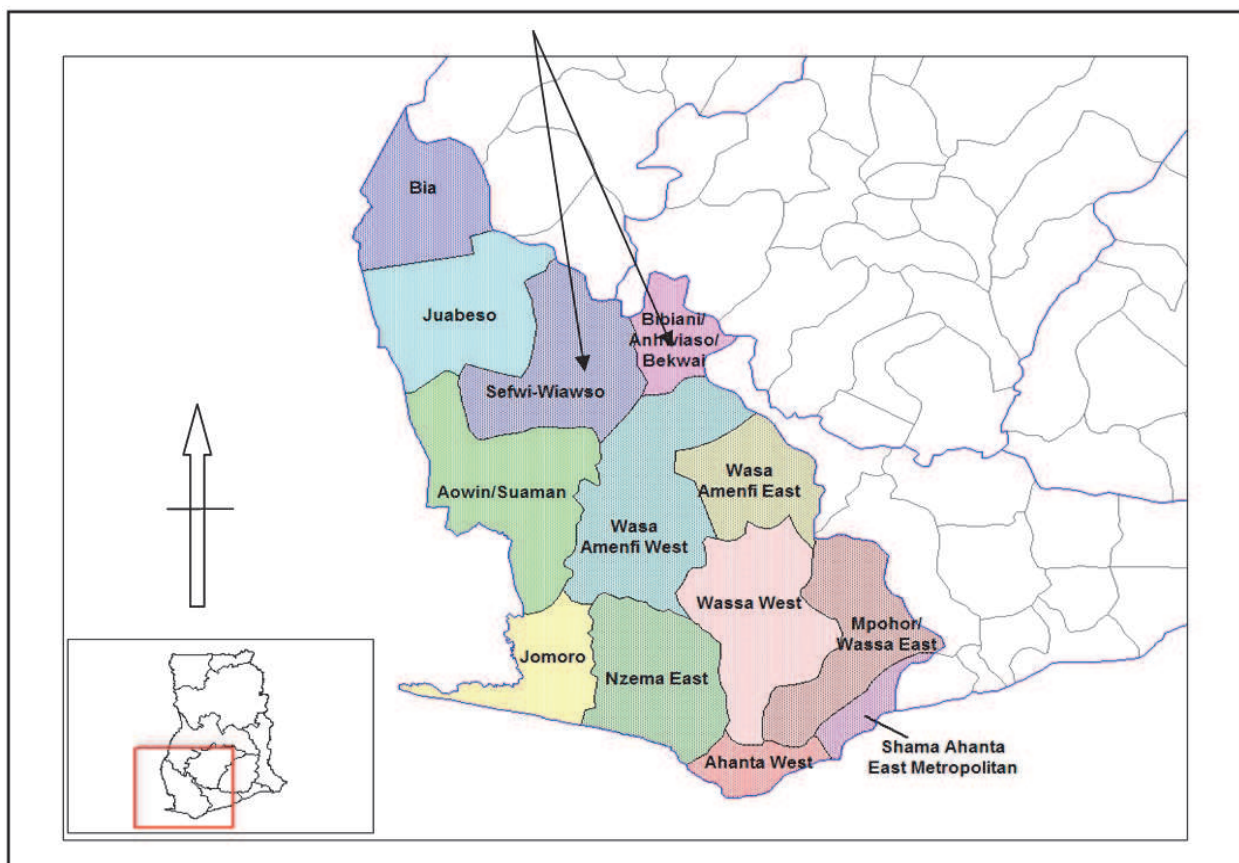 Bia
Juabeso
Bibiani/
Anhwiaso/
Bekwai
Sefwi-Wiawso
Aowin/Suaman
Wasa
Amenfi East
Wasa
Amenfi West
Wassa West
Mpohor/
Wassa East
Jomoro
Nzema East
Ahanta West
Shama Ahanta
East Metropolitan